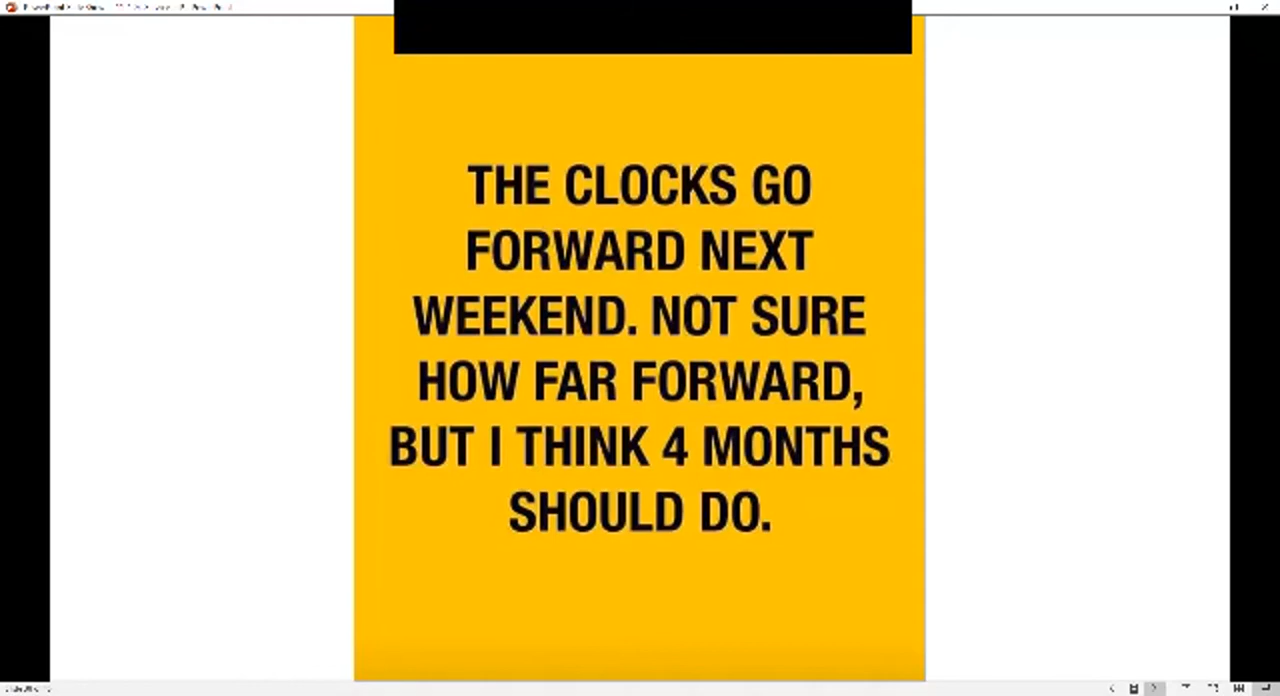 THE CLOCKS GO
FORWARD NEXT
WEEKEND. NOT SURE
HOW FAR FORWARD,
BUT I THINK 4 MONTHS
SHOULD DO.